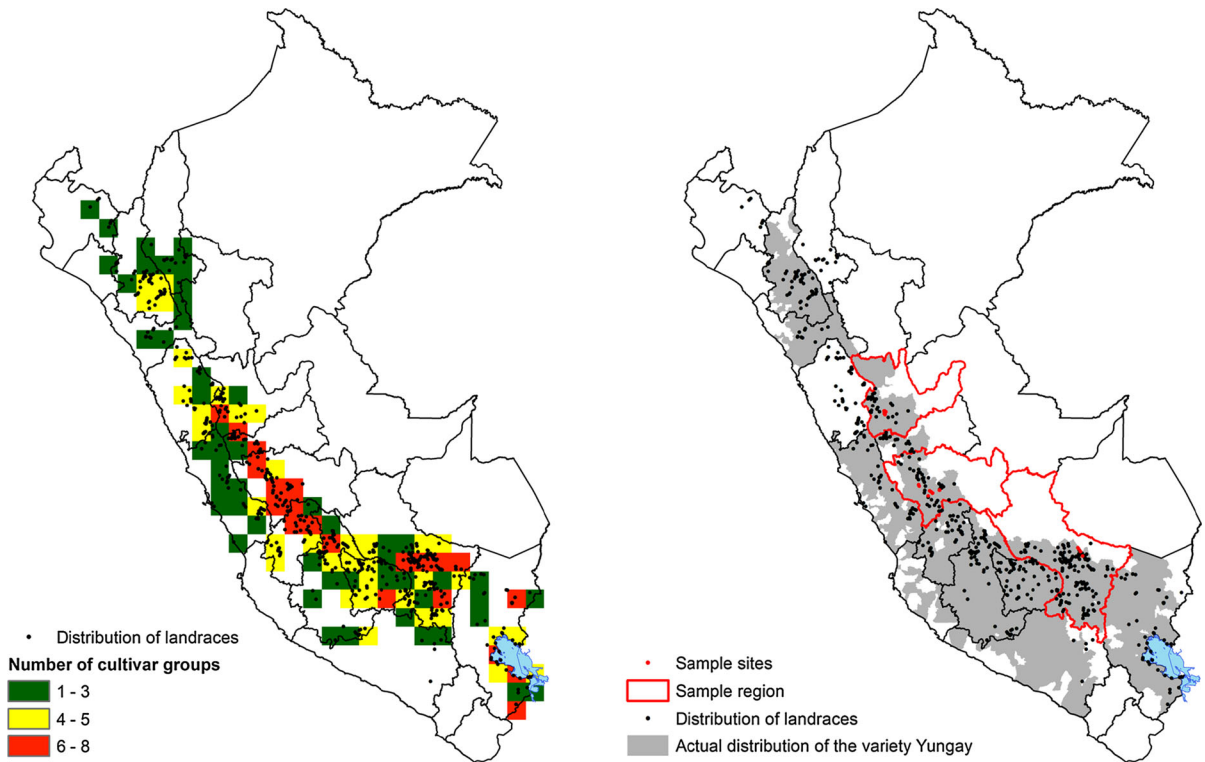 Distribution of landraces
Number of cultivar groups
1 - 3
4 - 5
6 - 8
Sample sites
Sample region
Distribution of landraces
Actual distribution of the variety Yungay